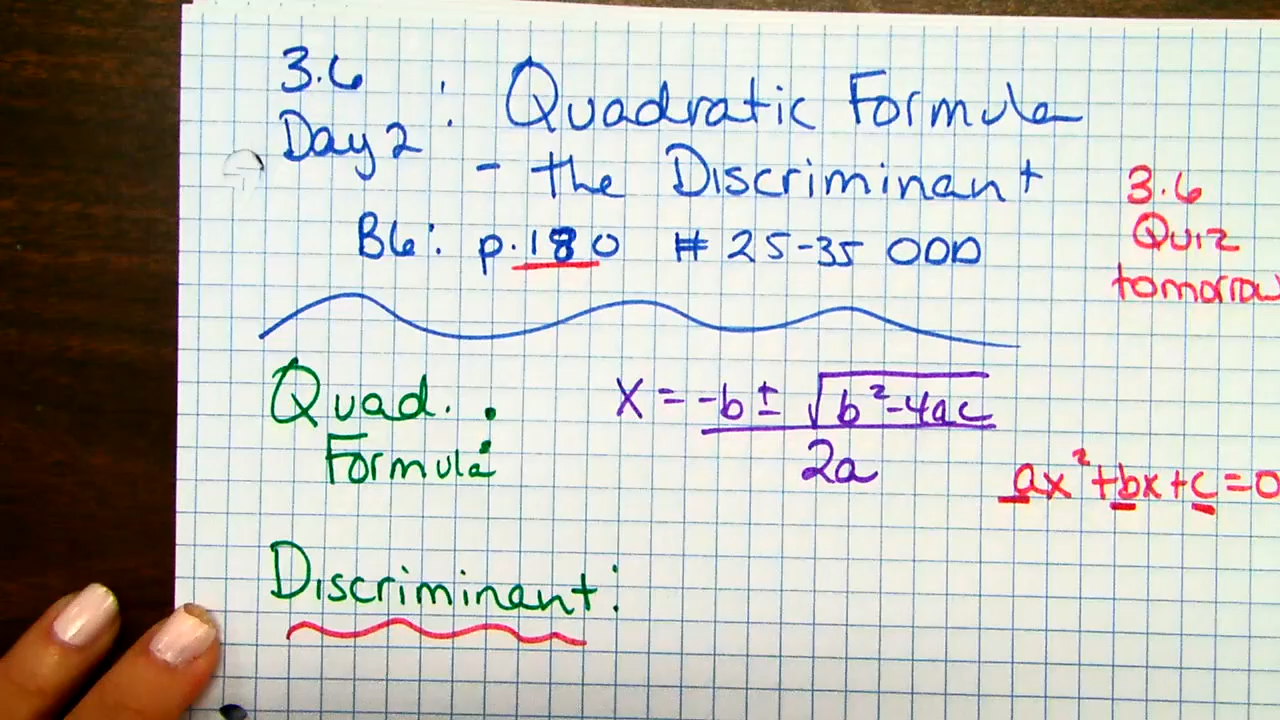 3.6 : Quadratic Formula
Day 2 - the Discriminant
B6: p.180 # 25-35 ODD
3.6
Quiz
tomorrow
Quad. :
Formula
x = -b ± √b²-4ac
2a
ax²+bx+c=0
Discriminant: